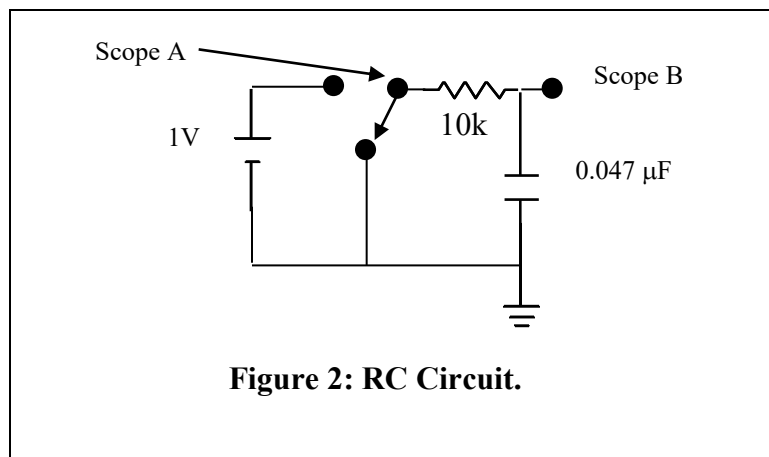 Scope A
Scope B
1V
10k
0.047 μF
Figure 2: RC Circuit.